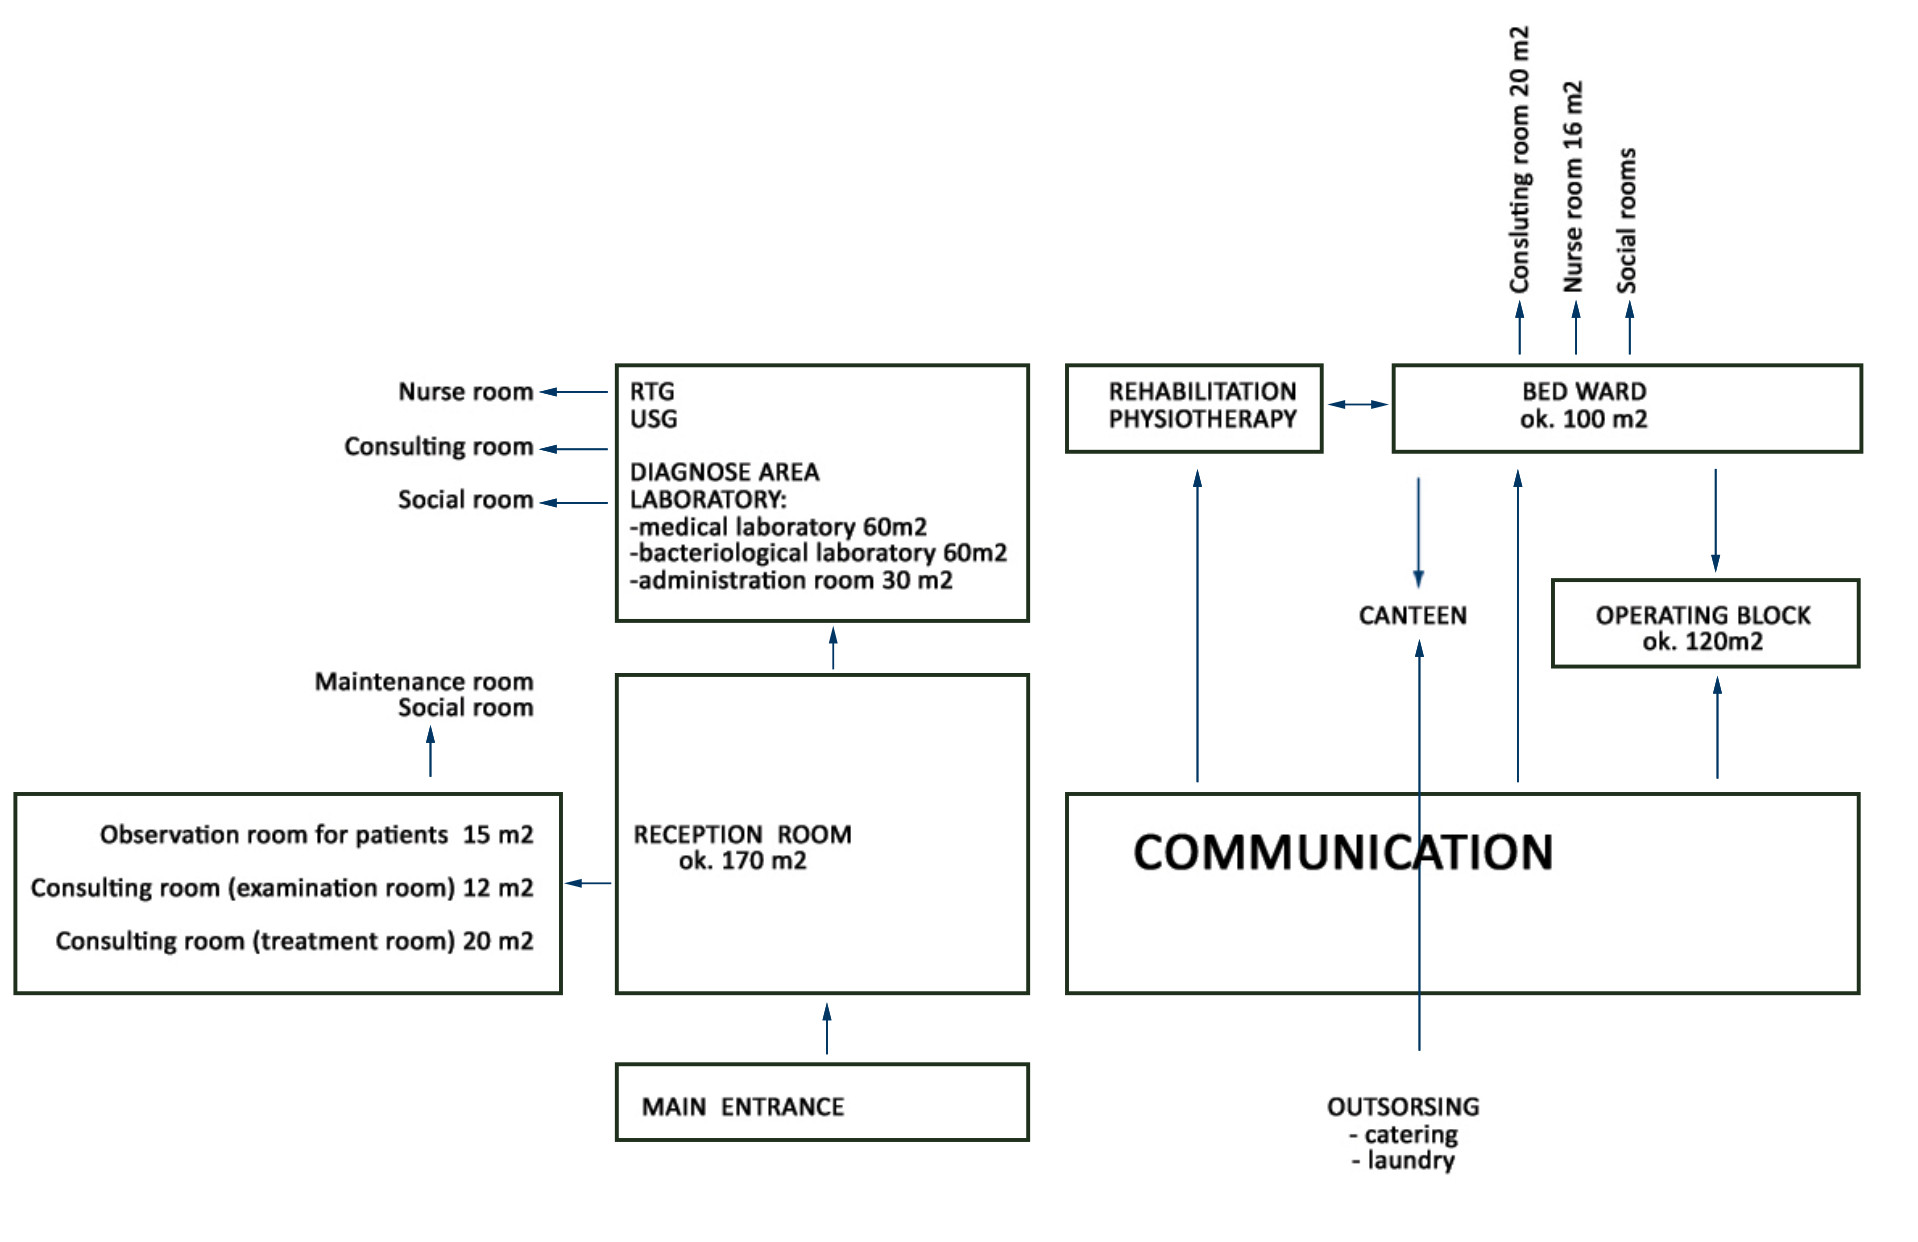 Consluting room 20 m2
Nurse room 16 m2
Social rooms
Nurse room
Consulting room
Social room
RTG
USG
DIAGNOSE AREA
LABORATORY:
-medical laboratory 60m2
-bacteriological laboratory 60m2
-administration room 30 m2
REHABILITATION
PHYSIOTHERAPY
BED WARD
ok. 100 m2
CANTEEN
OPERATING BLOCK
ok. 120m2
Maintenance room
Social room
Observation room for patients 15 m2
Consulting room (examination room) 12 m2
Consulting room (treatment room) 20 m2
RECEPTION ROOM
ok. 170 m2
COMMUNICATION
MAIN ENTRANCE
OUTSORSING
- catering
- laundry